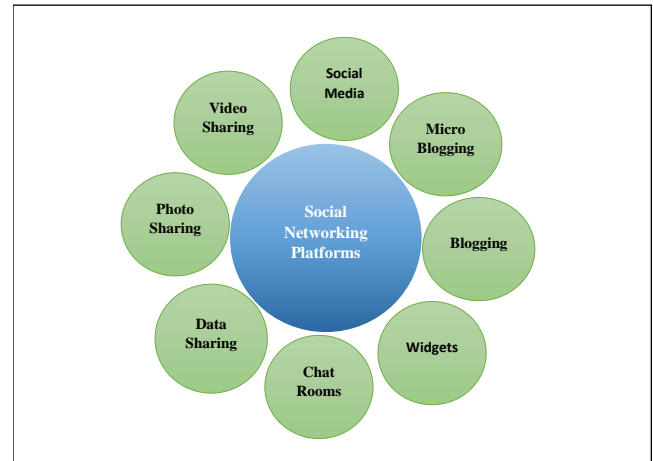 Social
Media
Micro
Blogging
Blogging
Widgets
Chat
Rooms
Data
Sharing
Photo
Sharing
Video
Sharing
Social
Networking
Platforms